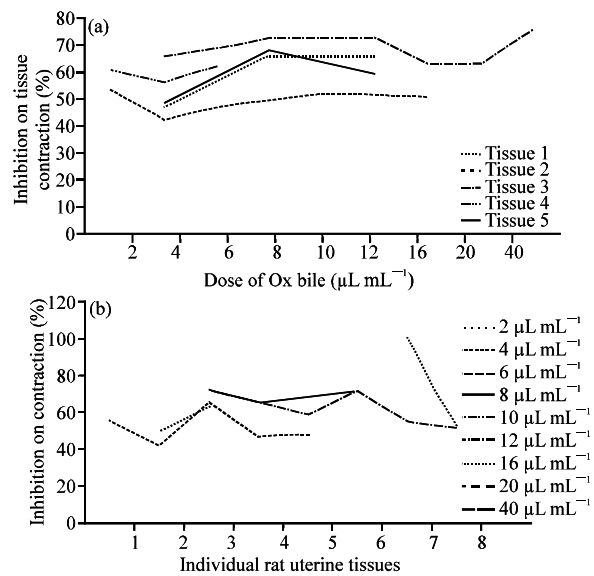 (a)
80
70
60
50
40
30
20
10
0
Inhibition on tissue
contraction (%)
Tissue 1
Tissue 2
Tissue 3
Tissue 4
Tissue 5
2 4 6 8 10 12 16 20 40
Dose of Ox bile (µL mL⁻¹)
(b)
120
100
80
60
40
20
0
Inhibition on contraction (%)
2 µL mL⁻¹
4 µL mL⁻¹
6 µL mL⁻¹
8 µL mL⁻¹
10 µL mL⁻¹
12 µL mL⁻¹
16 µL mL⁻¹
20 µL mL⁻¹
40 µL mL⁻¹
1 2 3 4 5 6 7 8
Individual rat uterine tissues